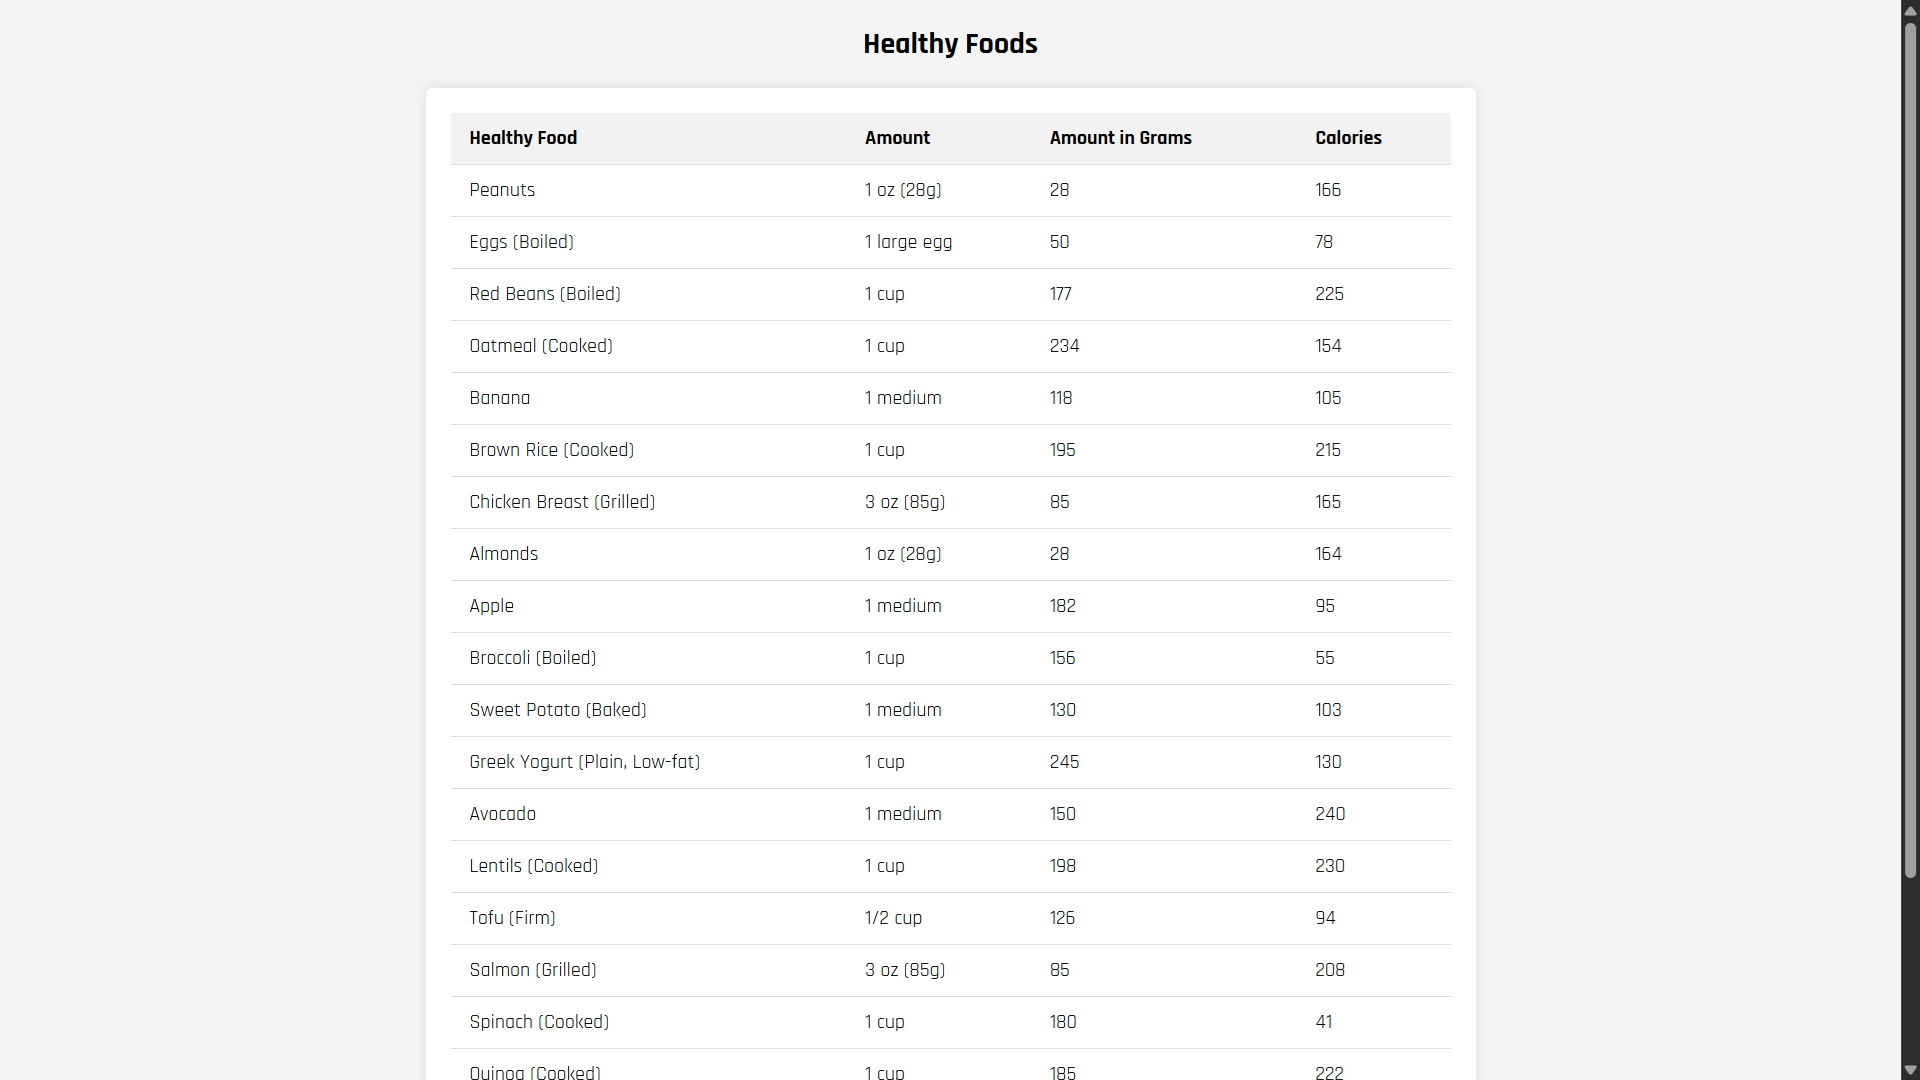 Healthy Foods
Healthy Food Amount Amount in Grams Calories
Peanuts 1 oz (28g) 28 166
Eggs (Boiled) 1 large egg 50 78
Red Beans (Boiled) 1 cup 177 225
Oatmeal (Cooked) 1 cup 234 154
Banana 1 medium 118 105
Brown Rice (Cooked) 1 cup 195 215
Chicken Breast (Grilled) 3 oz (85g) 85 165
Almonds 1 oz (28g) 28 164
Apple 1 medium 182 95
Broccoli (Boiled) 1 cup 156 55
Sweet Potato (Baked) 1 medium 130 103
Greek Yogurt (Plain, Low-fat) 1 cup 245 130
Avocado 1 medium 150 240
Lentils (Cooked) 1 cup 198 230
Tofu (Firm) 1/2 cup 126 94
Salmon (Grilled) 3 oz (85g) 85 208
Spinach (Cooked) 1 cup 180 41
Quinoa (Cooked) 1 cup 185 222